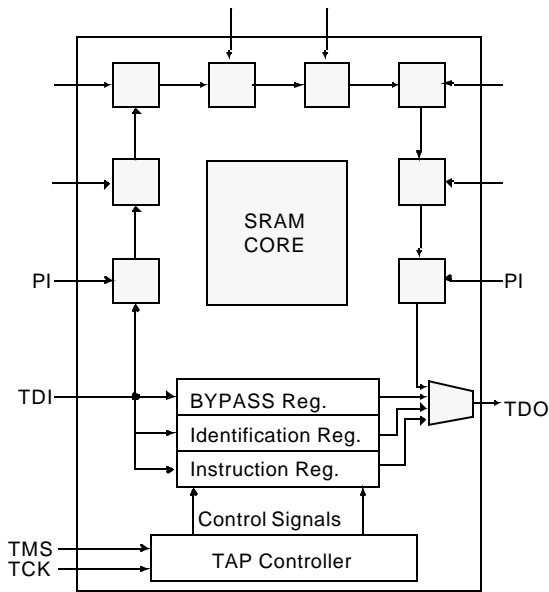 SRAM
CORE
PI
PI
TDI
BYPASS Reg.
TDO
Identification Reg.
Instruction Reg.
Control Signals
TMS
TCK
TAP Controller